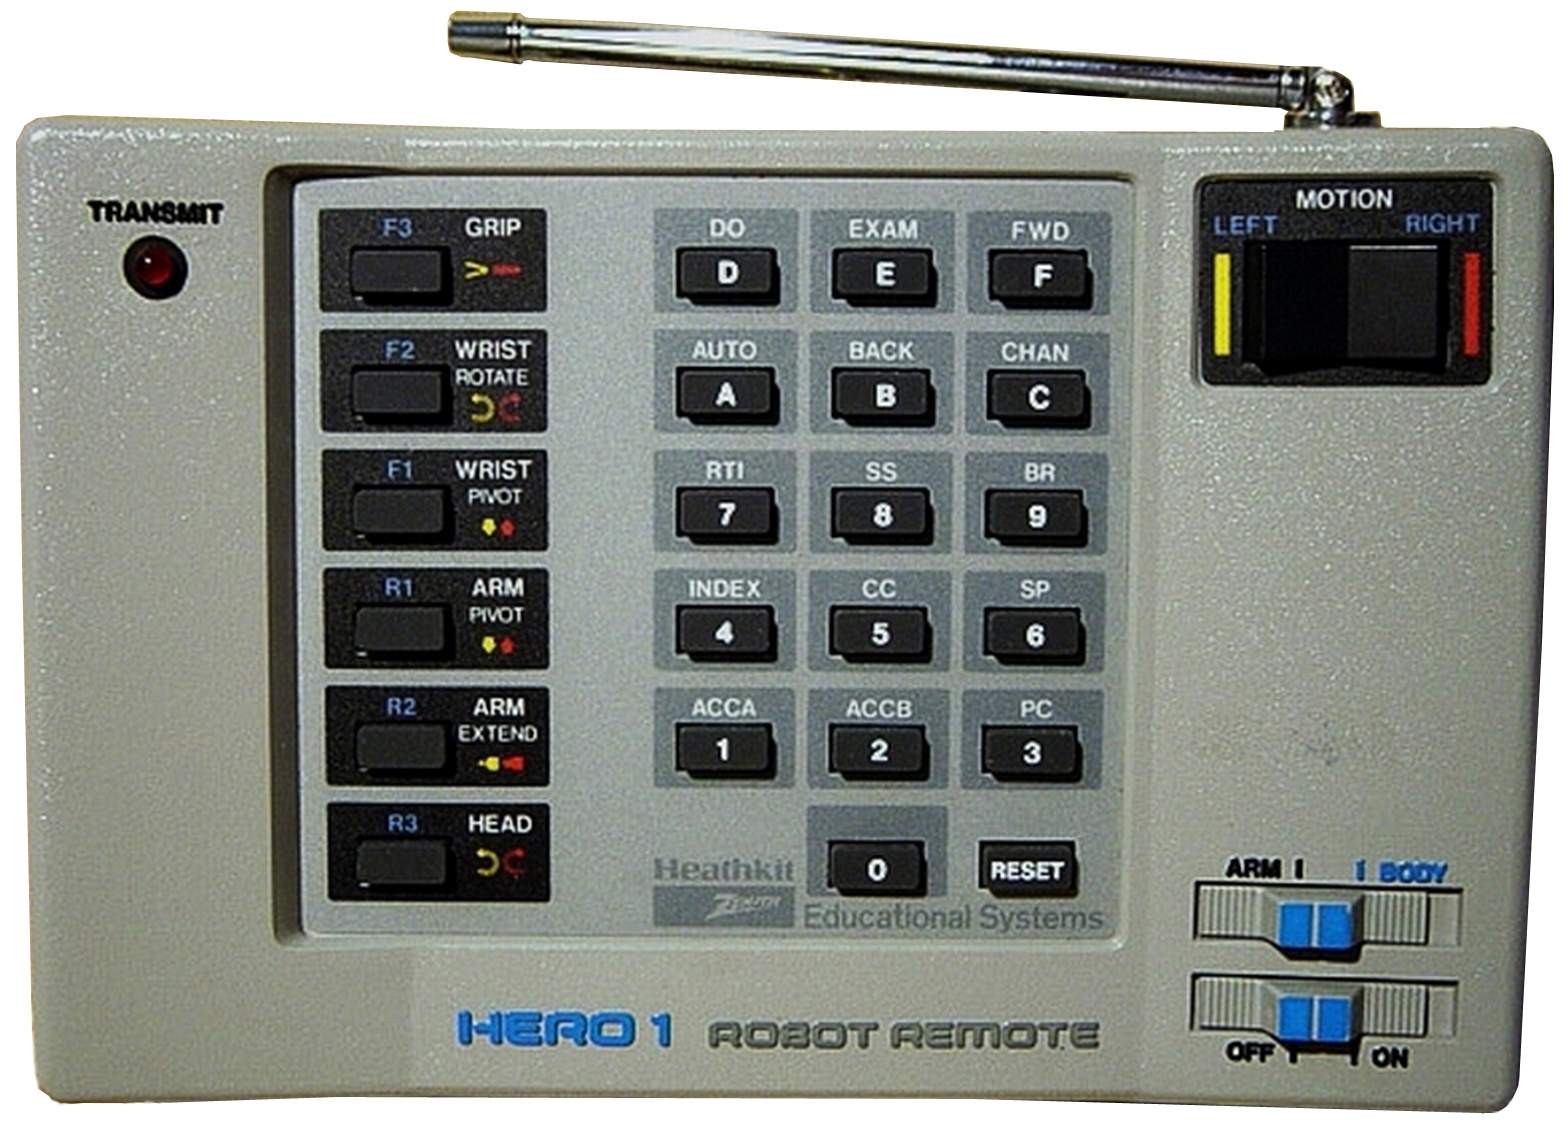 TRANSMIT
MOTION
LEFT RIGHT
F3 GRIP
DO EXAM FWD
D E F
F2 WRIST
ROTATE
AUTO BACK CHAN
A B C
F1 WRIST
PIVOT
RTI SS BR
7 8 9
R1 ARM
PIVOT
INDEX CC SP
4 5 6
R2 ARM
EXTEND
ACCA ACCB PC
1 2 3
R3 HEAD
0 RESET
Heathkit
ZENITH
Educational Systems
ARM BODY
OFF ON
HERO 1 ROBOT REMOTE